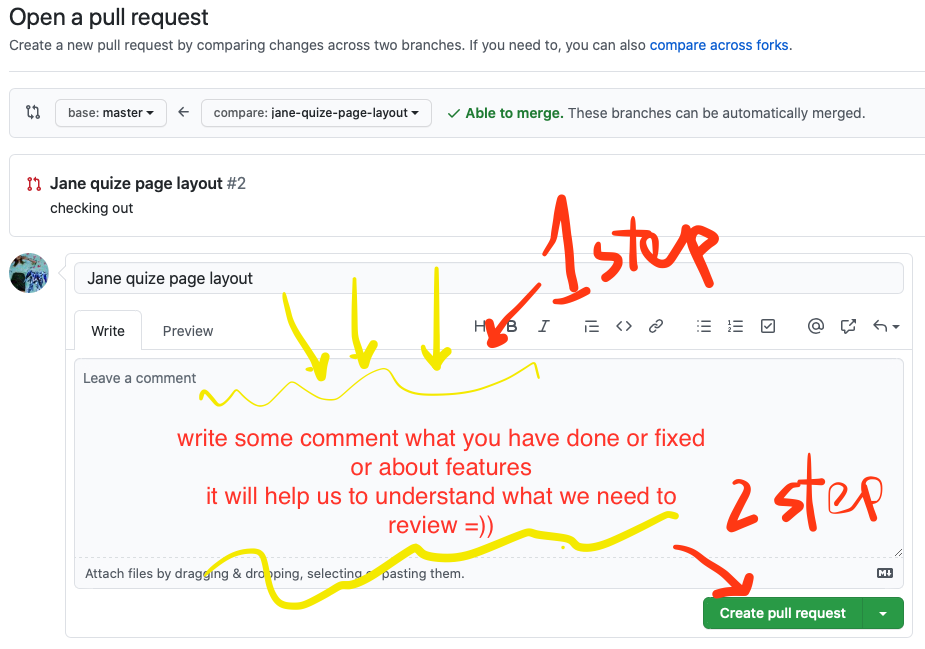 Open a pull request
Create a new pull request by comparing changes across two branches. If you need to, you can also compare across forks.
base: master
compare: jane-quize-page-layout
Able to merge. These branches can be automatically merged.
Jane quize page layout #2
checking out
1 step
Jane quize page layout
Write
Preview
H B I
Leave a comment
write some comment what you have done or fixed
or about features
it will help us to understand what we need to
review =))
2 step
Attach files by dragging & dropping, selecting or pasting them.
Create pull request